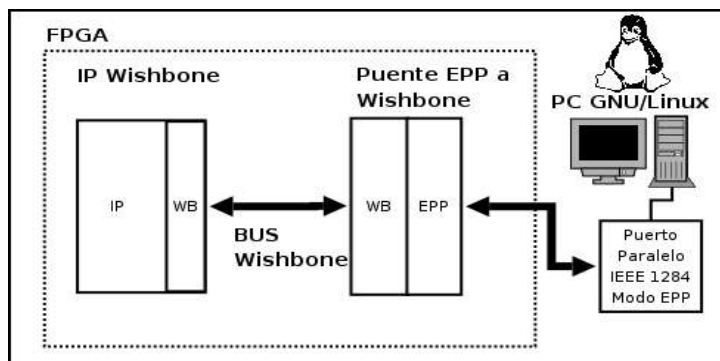 FPGA
IP Wishbone
Puente EPP a
Wishbone
PC GNU/Linux
IP
WB
BUS
Wishbone
WB
EPP
Puerto
Paralelo
IEEE 1284
Modo EPP